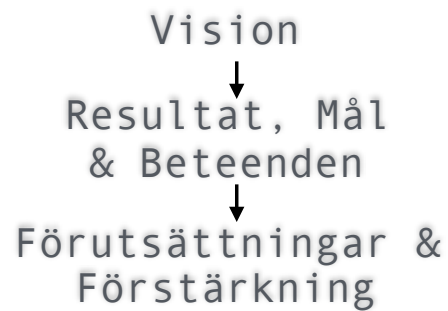 Vision
Resultat, Mål
& Beteenden
Förutsättningar &
Förstärkning